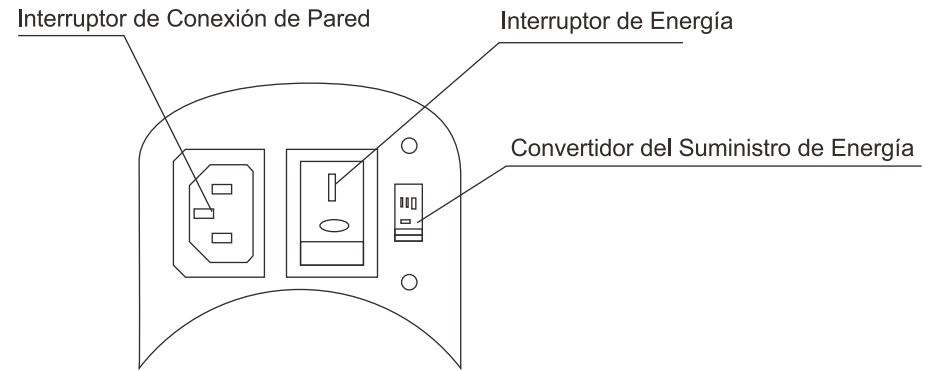 Interruptor de Conexión de Pared
Interruptor de Energía
Convertidor del Suministro de Energía